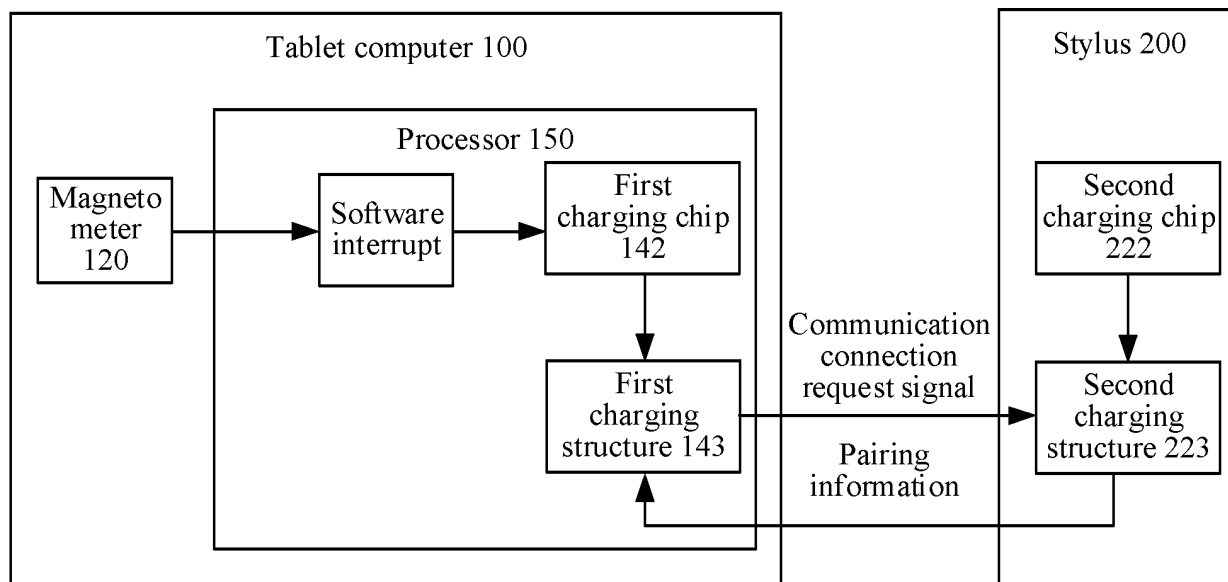 Tablet computer 100
Stylus 200
Processor 150
Magneto
meter
120
Software
interrupt
First
charging chip
142
Second
charging chip
222
Communication
connection
request signal
First
charging
structure 143
Second
charging
structure 223
Pairing
information